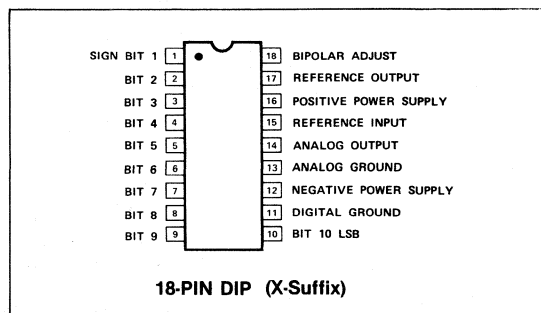 SIGN BIT 1 1 18 BIPOLAR ADJUST
BIT 2 2 17 REFERENCE OUTPUT
BIT 3 3 16 POSITIVE POWER SUPPLY
BIT 4 4 15 REFERENCE INPUT
BIT 5 5 14 ANALOG OUTPUT
BIT 6 6 13 ANALOG GROUND
BIT 7 7 12 NEGATIVE POWER SUPPLY
BIT 8 8 11 DIGITAL GROUND
BIT 9 9 10 BIT 10 LSB
18-PIN DIP (X-Suffix)